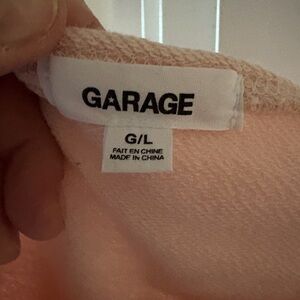 GARAGE
G/L
FAIT EN CHINE
MADE IN CHINA